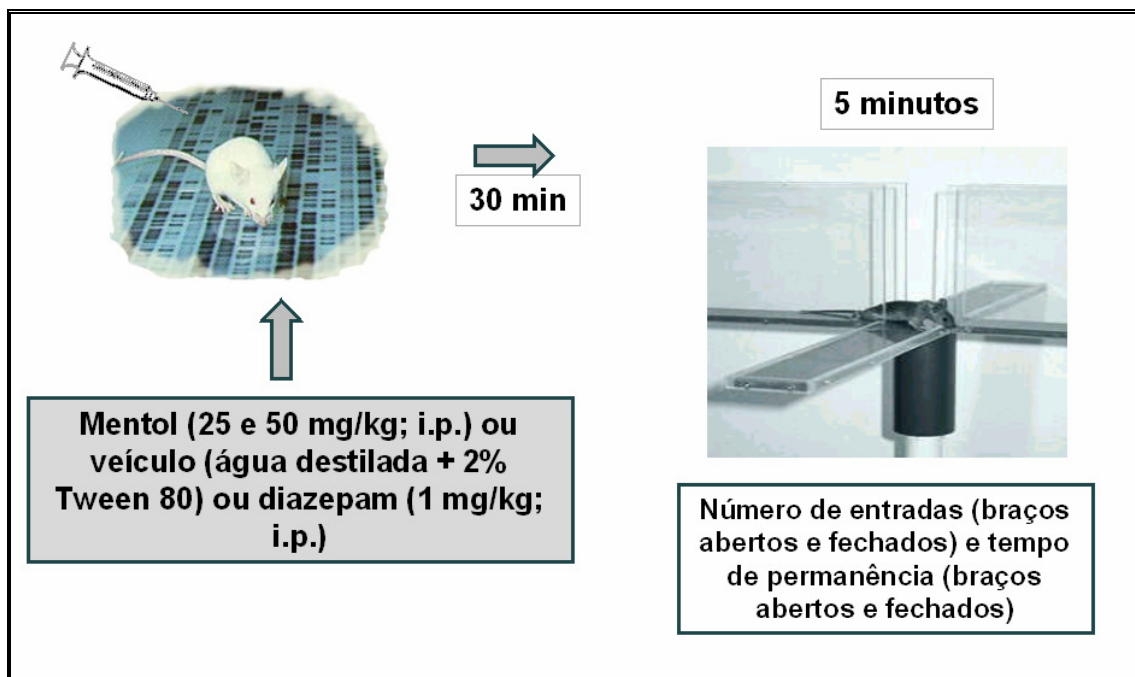 5 minutos
30 min
Mentol (25 e 50 mg/kg; i.p.) ou
veículo (água destilada + 2%
Tween 80) ou diazepam (1 mg/kg;
i.p.)
Número de entradas (braços
abertos e fechados) e tempo
de permanência (braços
abertos e fechados)